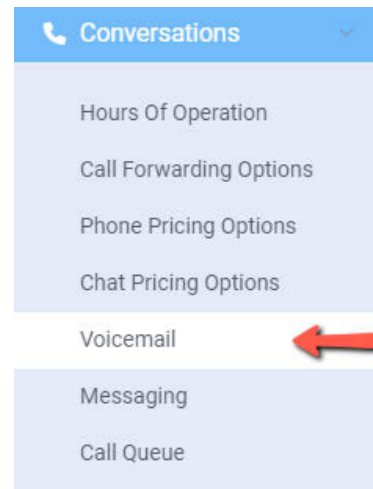 Conversations
Hours Of Operation
Call Forwarding Options
Phone Pricing Options
Chat Pricing Options
Voicemail
Messaging
Call Queue